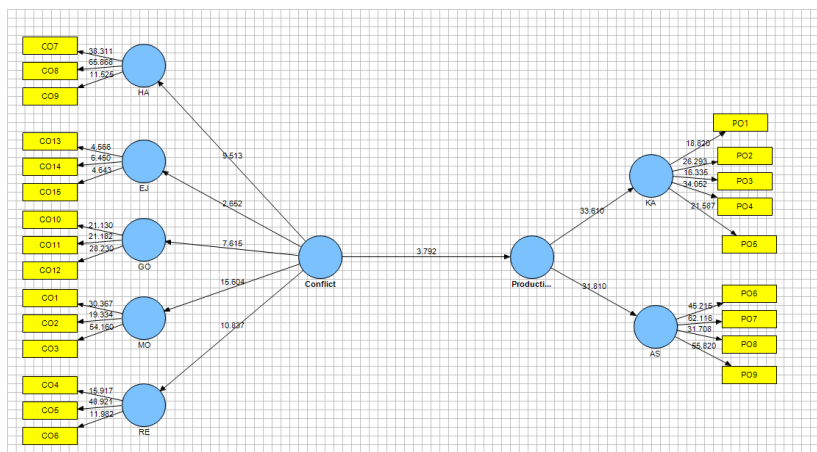 CO7
38.311
CO8
65.868
CO9
11.525
HA
CO13
4.566
CO14
6.450
CO15
4.643
EJ
CO10
21.130
CO11
21.182
CO12
28.230
GO
CO1
30.367
CO2
19.334
CO3
54.160
MO
CO4
15.917
CO5
48.921
CO6
11.982
RE
9.513
2.652
7.615
15.604
10.837
Conflict
3.792
Producti...
33.610
31.810
KA
18.820
PO1
26.293
PO2
16.336
PO3
34.052
PO4
21.587
PO5
AS
45.215
PO6
62.116
PO7
31.708
PO8
55.820
PO9